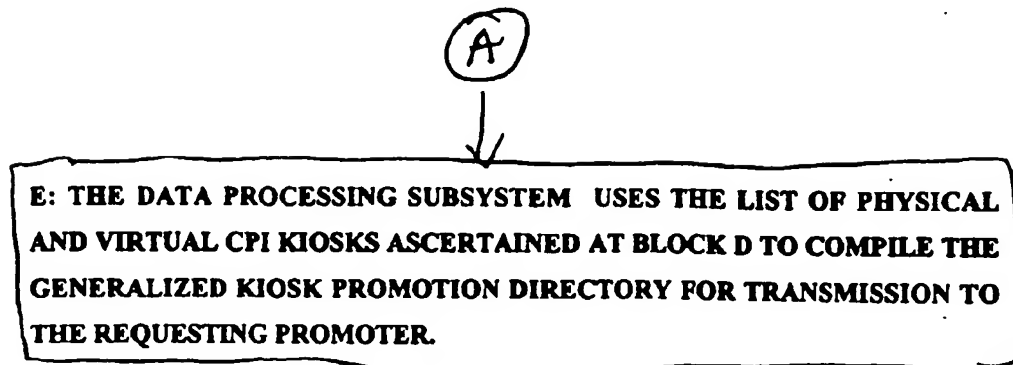 A
E: THE DATA PROCESSING SUBSYSTEM USES THE LIST OF PHYSICAL
AND VIRTUAL CPI KIOSKS ASCERTAINED AT BLOCK D TO COMPILE THE
GENERALIZED KIOSK PROMOTION DIRECTORY FOR TRANSMISSION TO
THE REQUESTING PROMOTER.